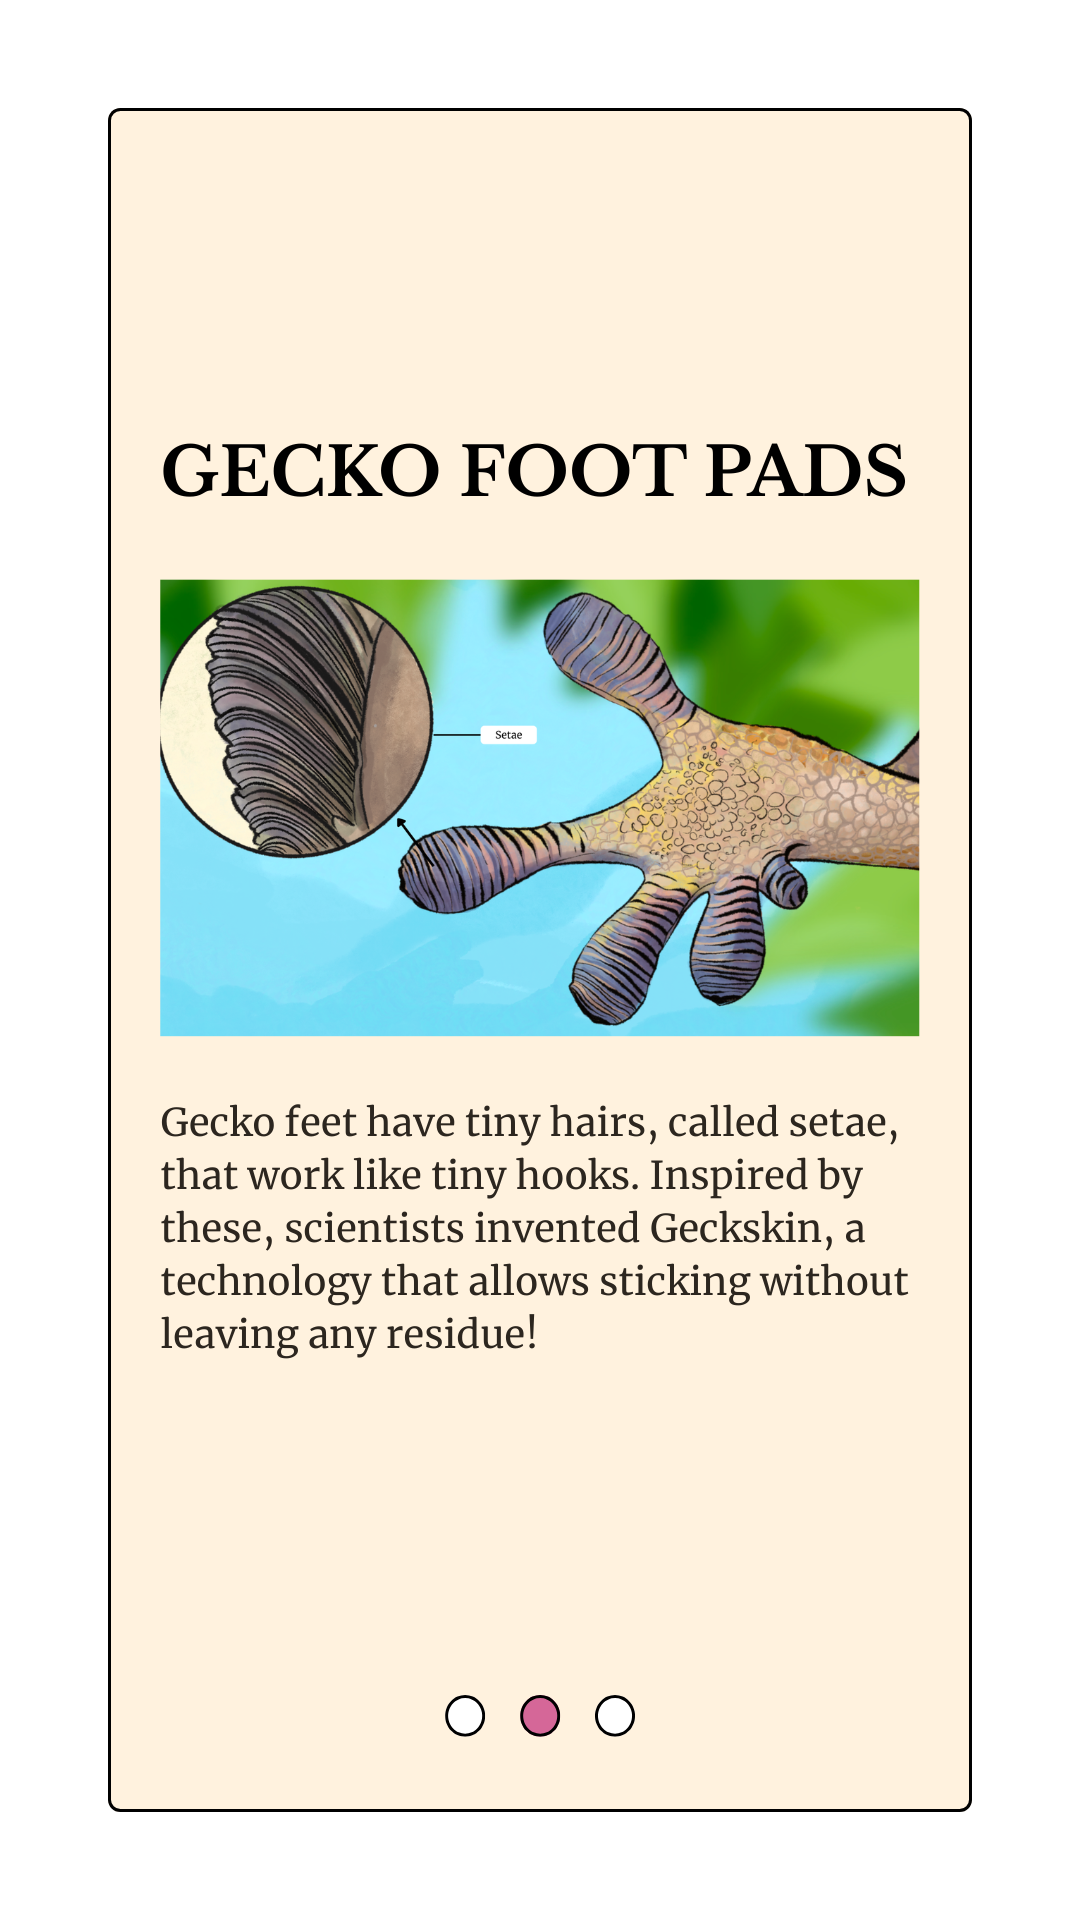 GECKO FOOT PADS
Setae
Gecko feet have tiny hairs, called setae,
that work like tiny hooks. Inspired by
these, scientists invented Geckskin, a
technology that allows sticking without
leaving any residue!